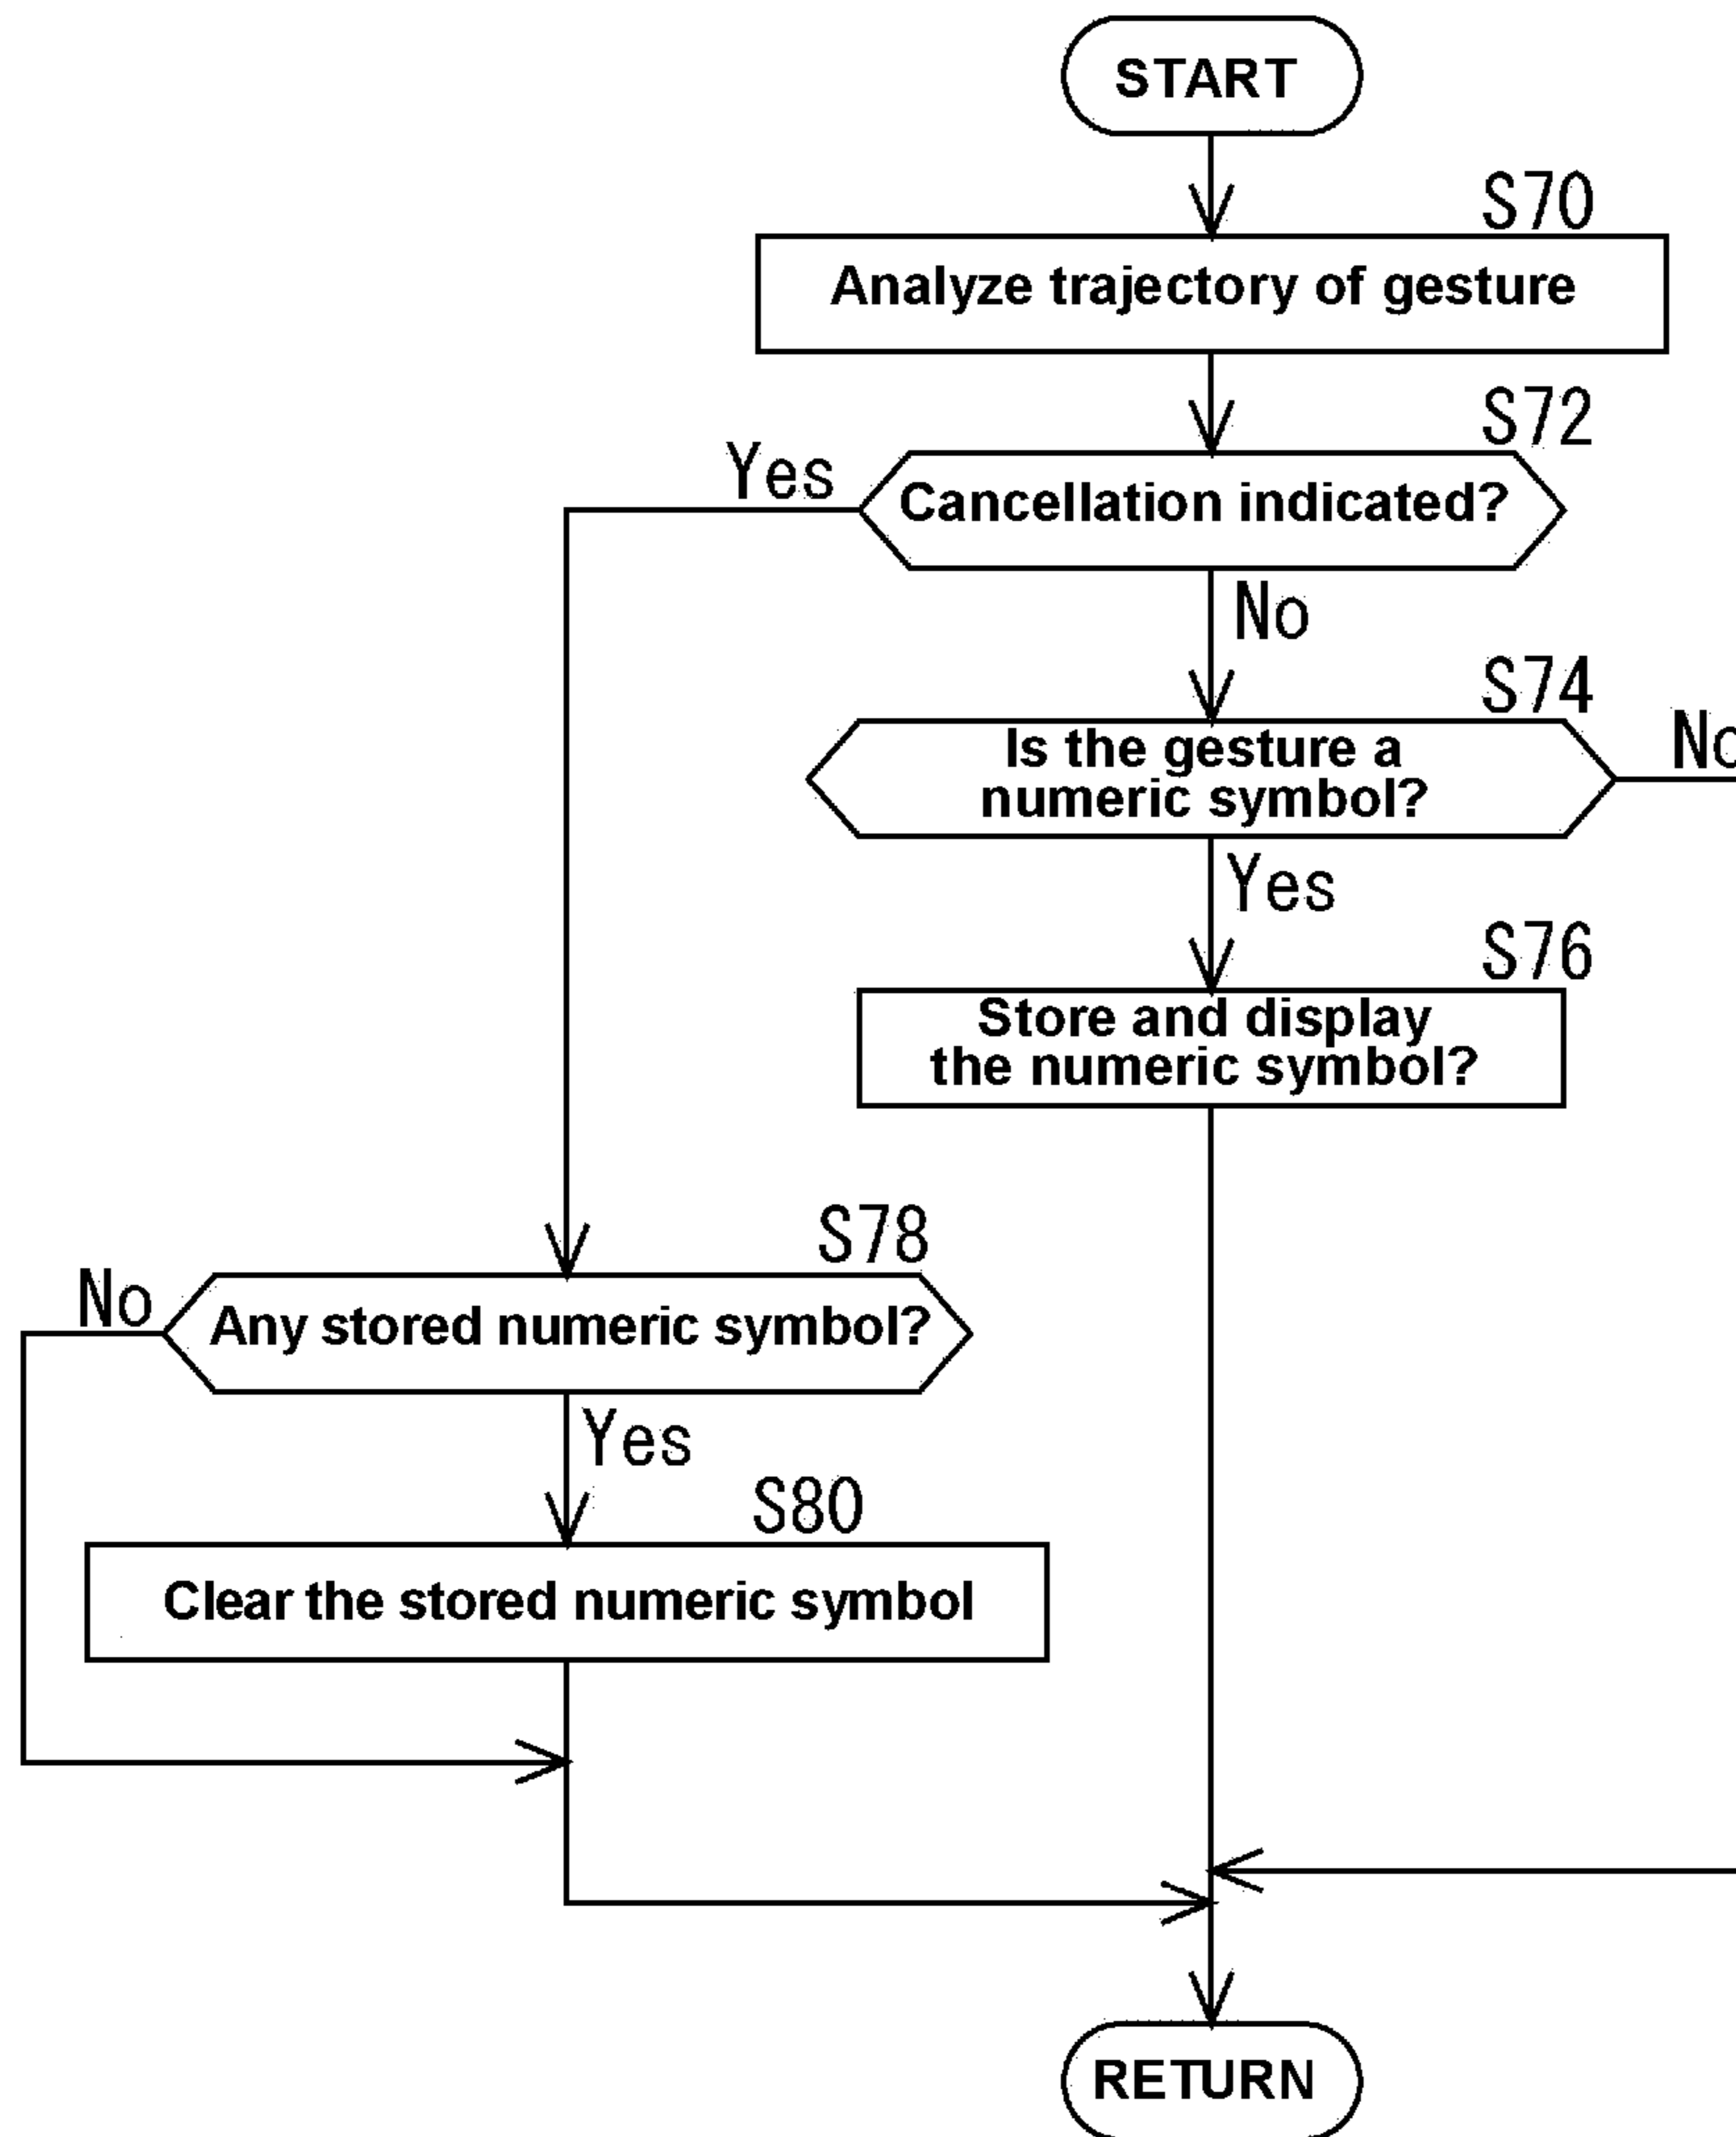 START
S70
Analyze trajectory of gesture
S72
Yes
Cancellation indicated?
No
S74
No
Is the gesture a
numeric symbol?
Yes
S76
Store and display
the numeric symbol?
S78
No
Any stored numeric symbol?
Yes
S80
Clear the stored numeric symbol
RETURN